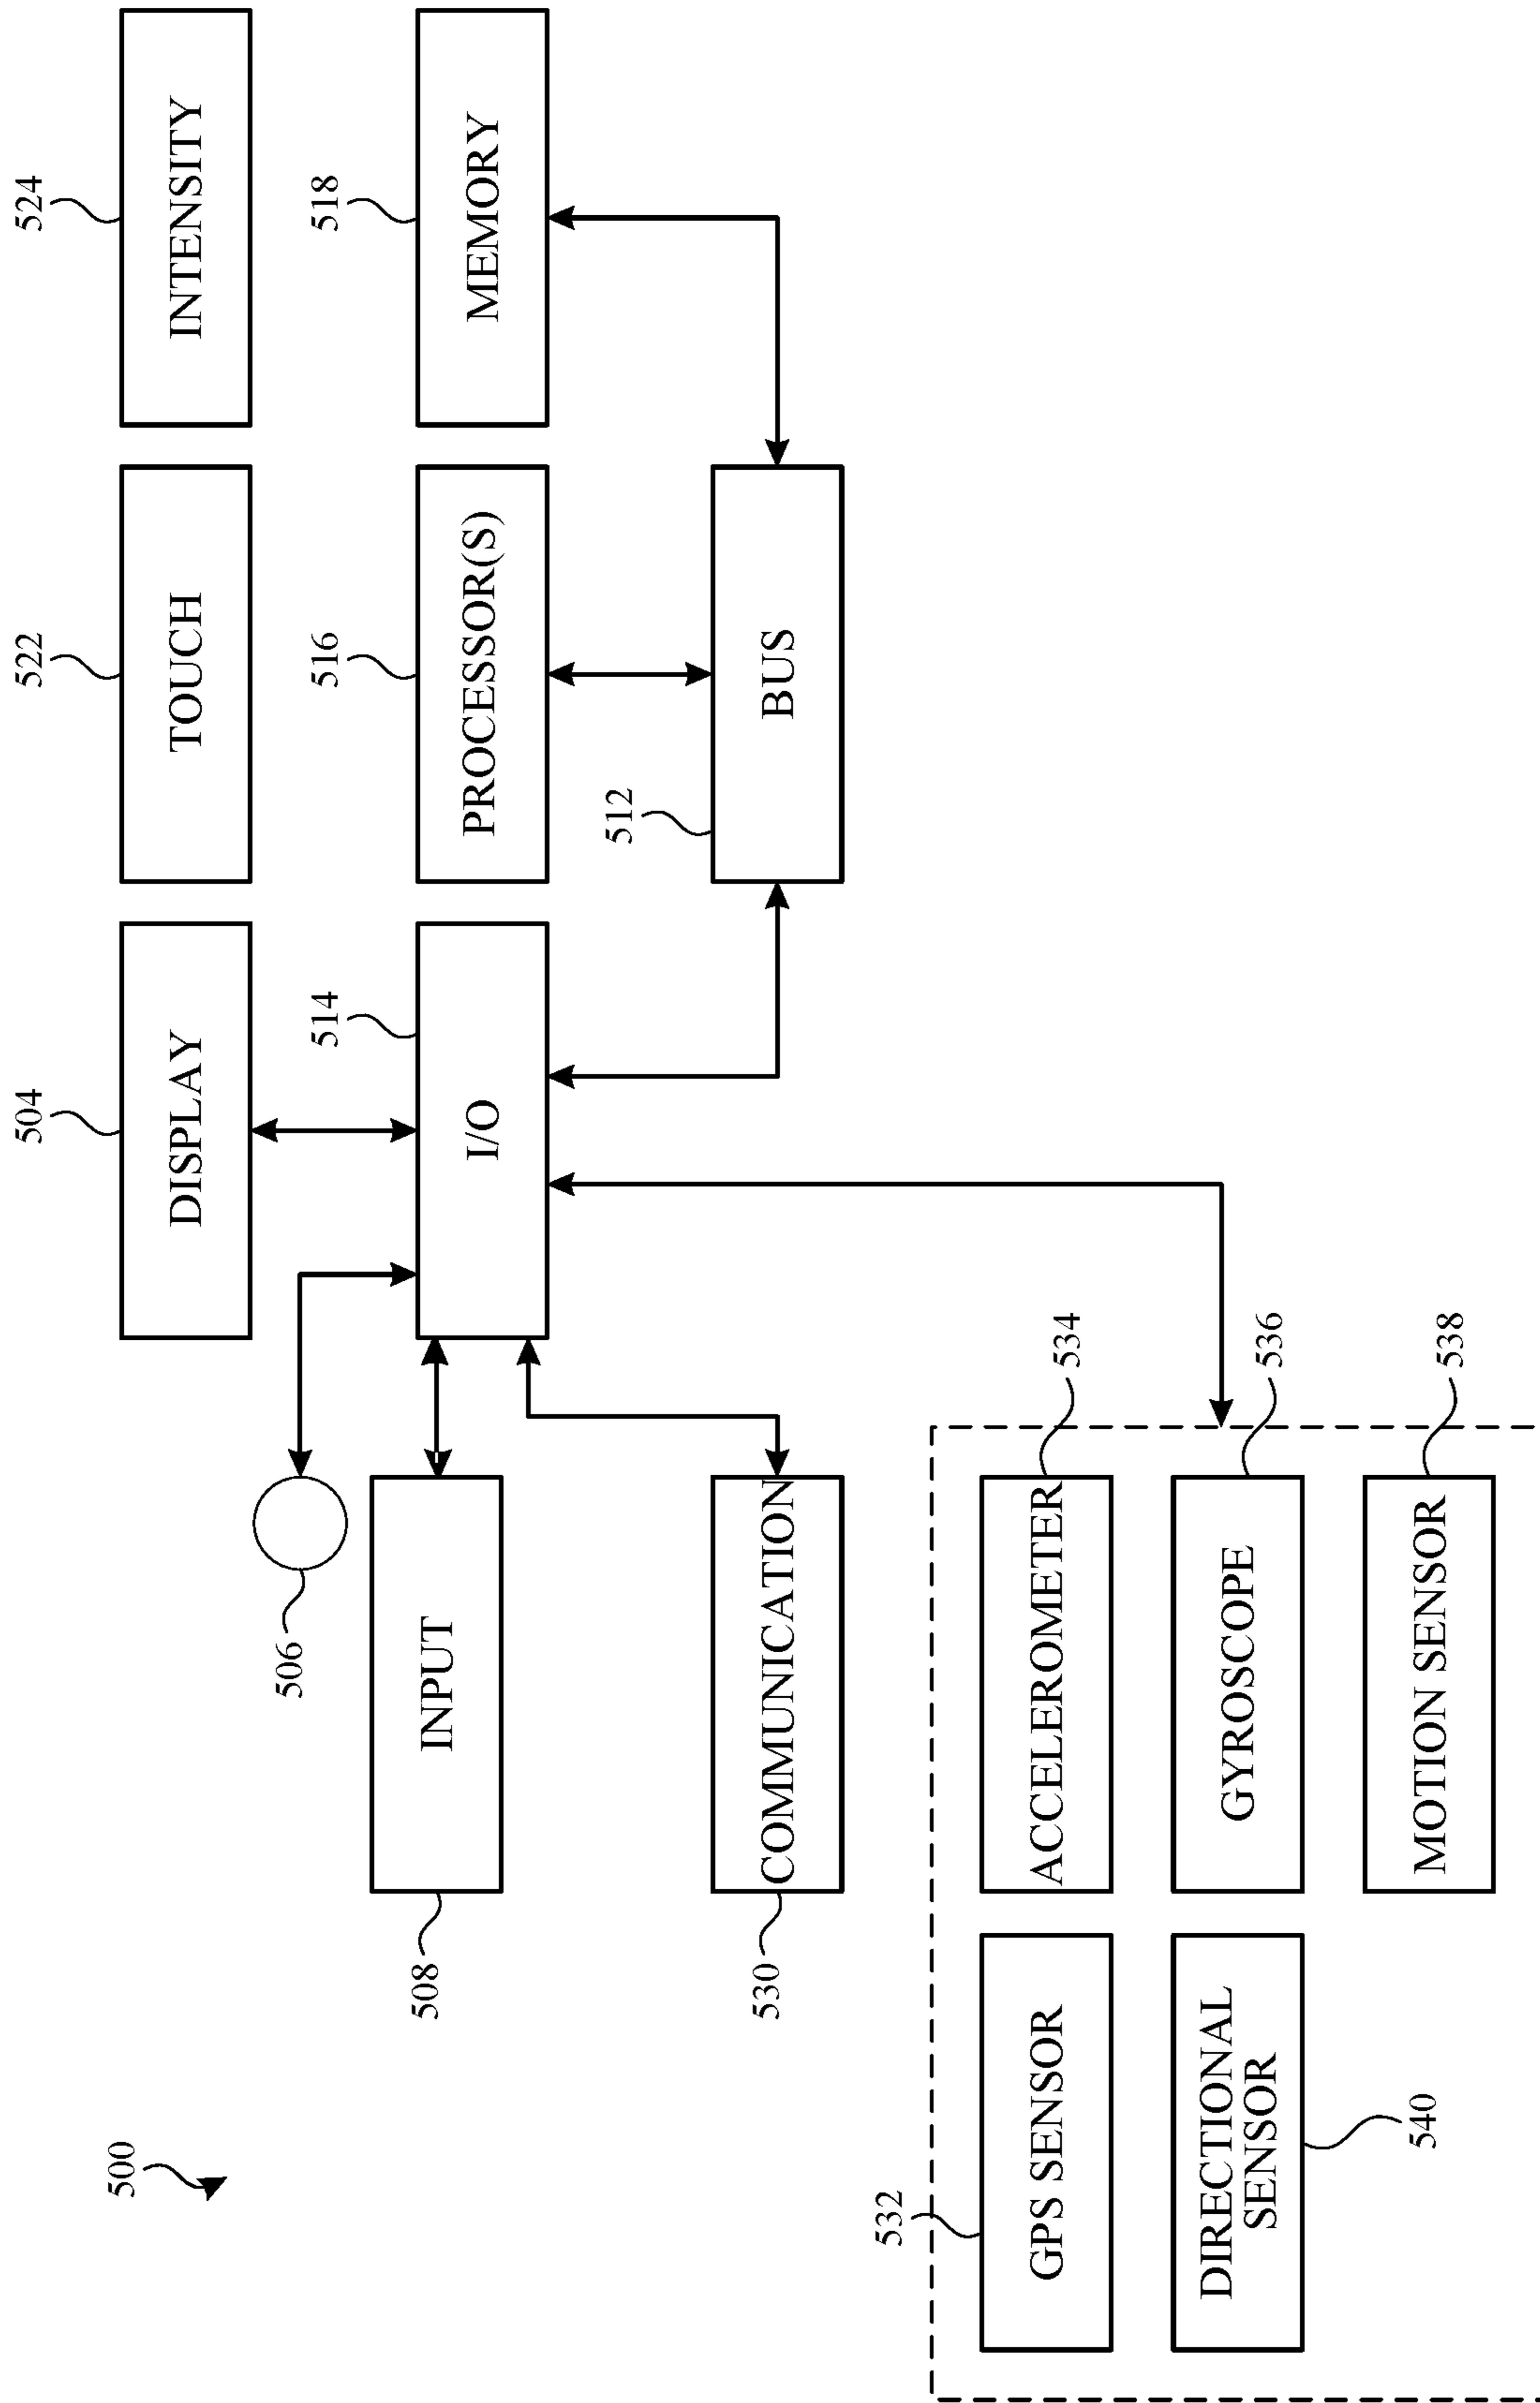 500
504
522
524
DISPLAY
TOUCH
INTENSITY
506
514
516
518
I/O
PROCESSOR(S)
MEMORY
508
INPUT
512
BUS
530
COMMUNICATION
532
534
GPS SENSOR
ACCELEROMETER
536
DIRECTIONAL
SENSOR
GYROSCOPE
540
538
MOTION SENSOR